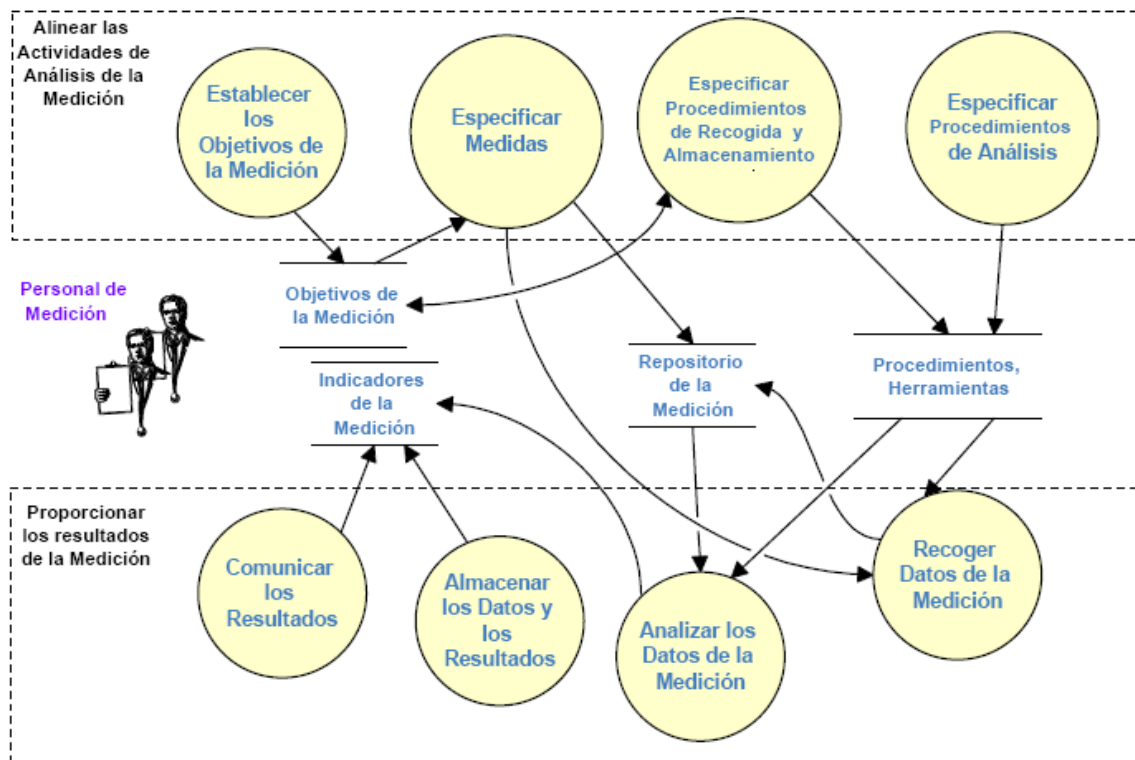 Alinear las
Actividades de
Análisis de la
Medición
Establecer
los
Objetivos de
la Medición
Especificar
Medidas
Especificar
Procedimientos
de Recogida y
Almacenamiento
Especificar
Procedimientos
de Análisis
Personal de
Medición
Objetivos de
la Medición
Indicadores
de la
Medición
Repositorio
de la
Medición
Procedimientos,
Herramientas
Proporcionar
los resultados
de la Medición
Comunicar
los
Resultados
Almacenar
los Datos y
los
Resultados
Analizar los
Datos de la
Medición
Recoger
Datos de la
Medición